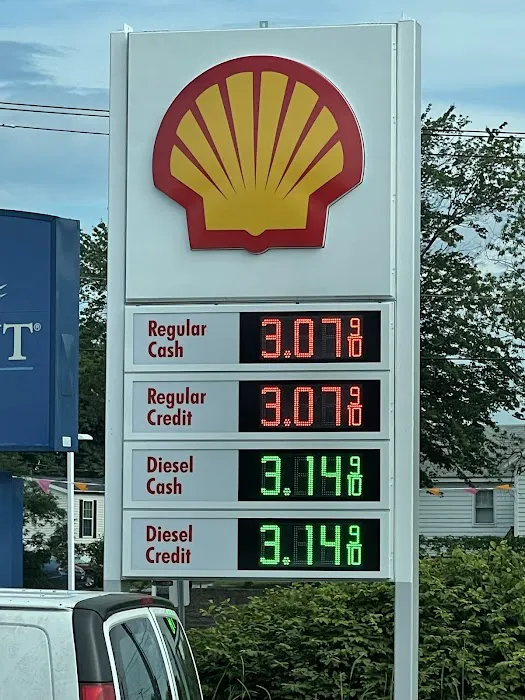 Regular
Cash
3.07 9/10
Regular
Credit
3.07 9/10
Diesel
Cash
3.14 9/10
Diesel
Credit
3.14 9/10
T®